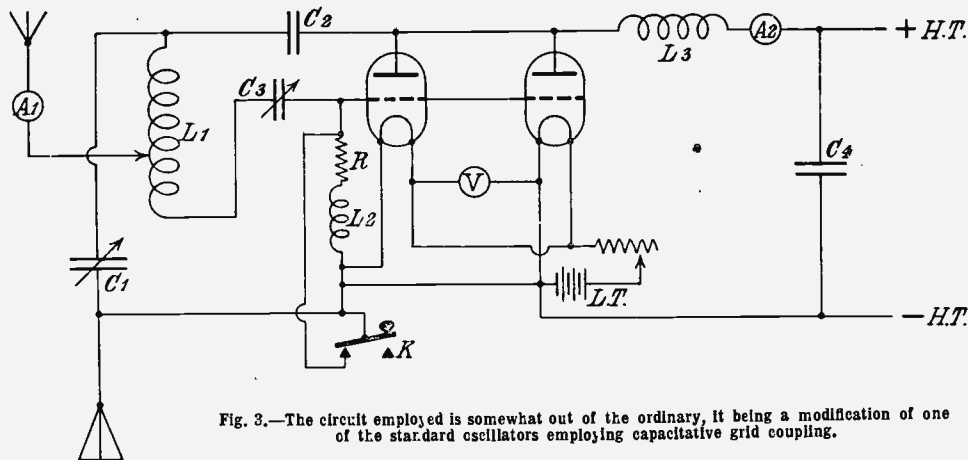 C2
A2
+ H.T.
L3
A1
C3
L1
R
V
L2
C4
C1
L.T.
K
— H.T.
Fig. 3.—The circuit employed is somewhat out of the ordinary, it being a modification of one
of the standard oscillators employing capacitative grid coupling.